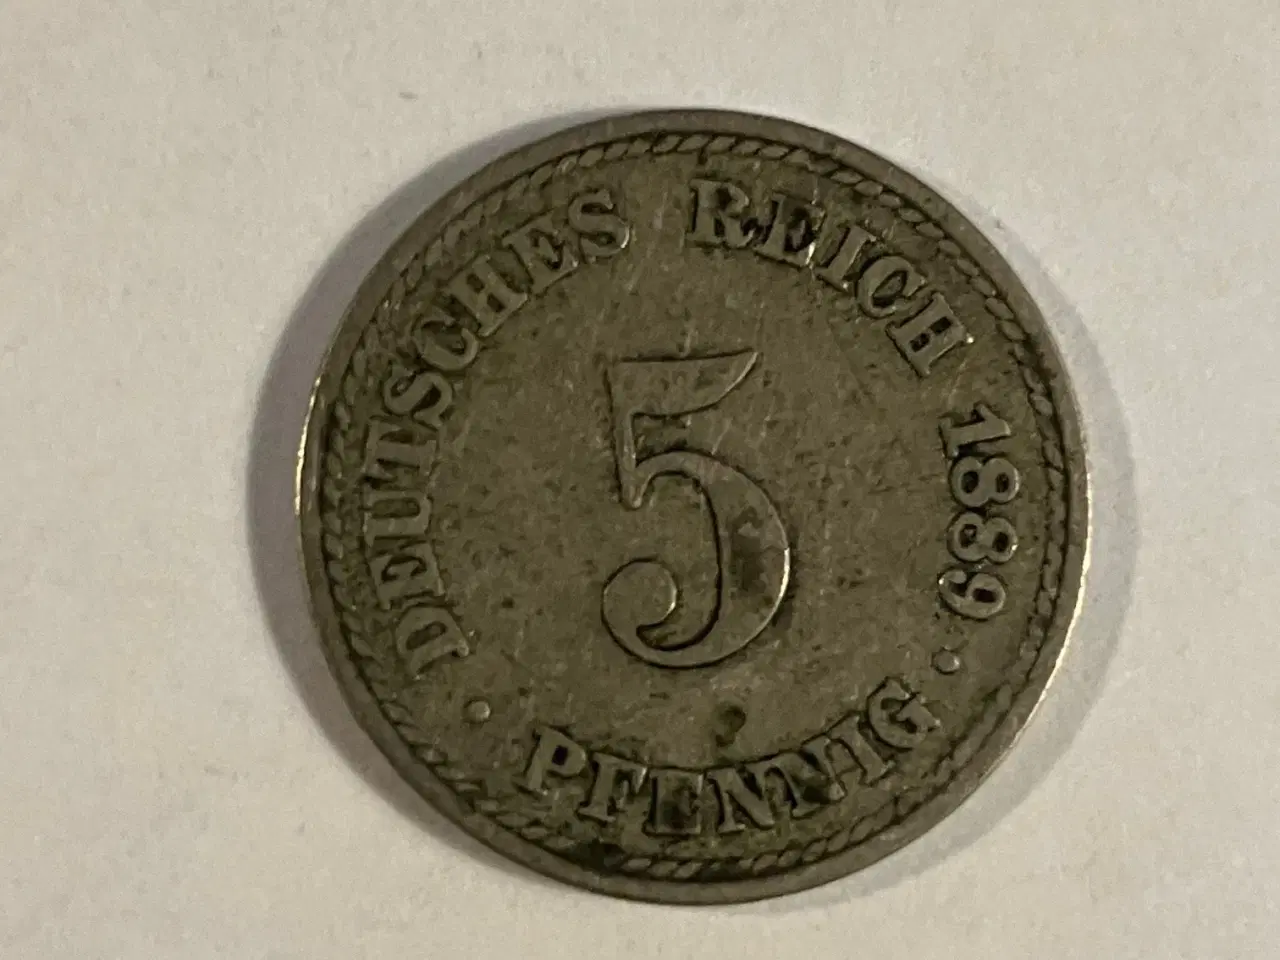 DEUTSCHES REICH 1889
5
· PFENNIG ·